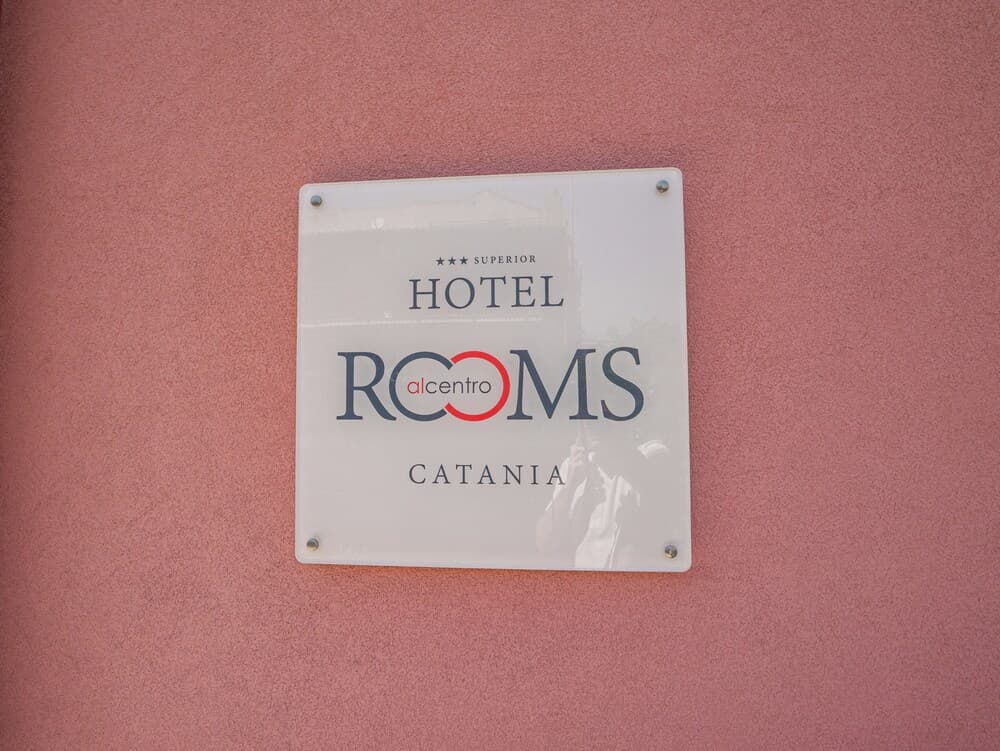 ★★★ SUPERIOR
HOTEL
ROOMS
alcentro
CATANIA